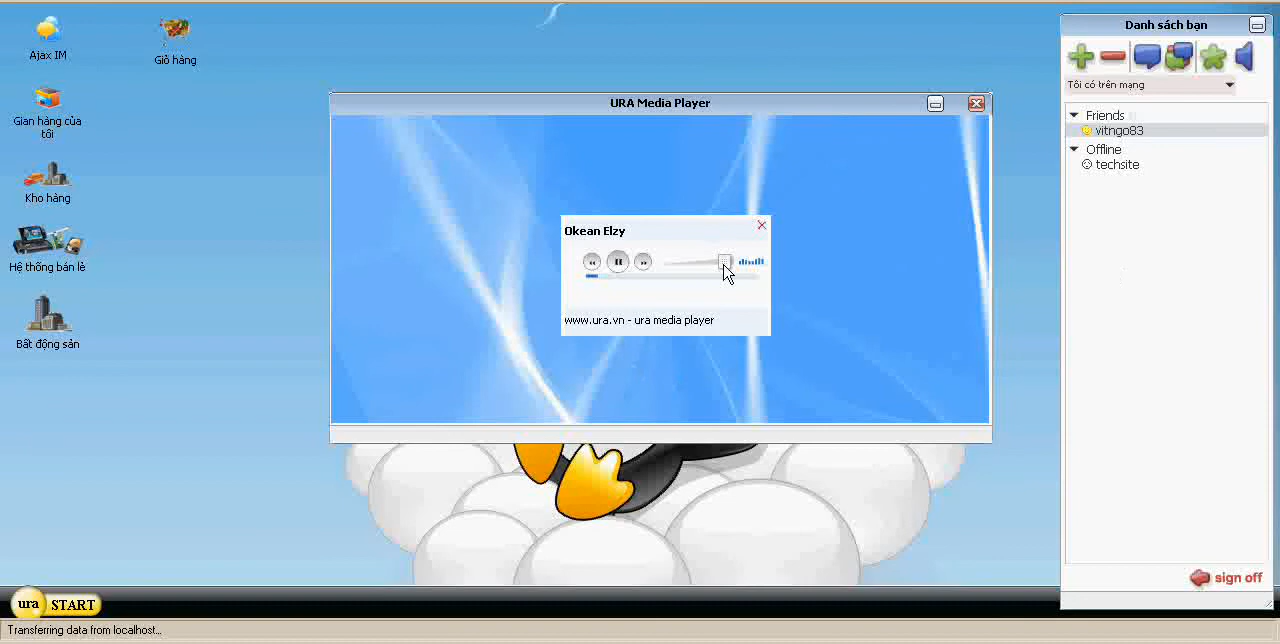 Ajax IM
Giỏ hàng
Gian hàng của
tôi
Kho hàng
Hệ thống bán lẻ
Bất động sản
URA Media Player
Okean Elzy
www.ura.vn - ura media player
Danh sách bạn
Tôi có trên mạng
Friends
vitngo83
Offline
techsite
sign off
ura START
Transferring data from localhost...